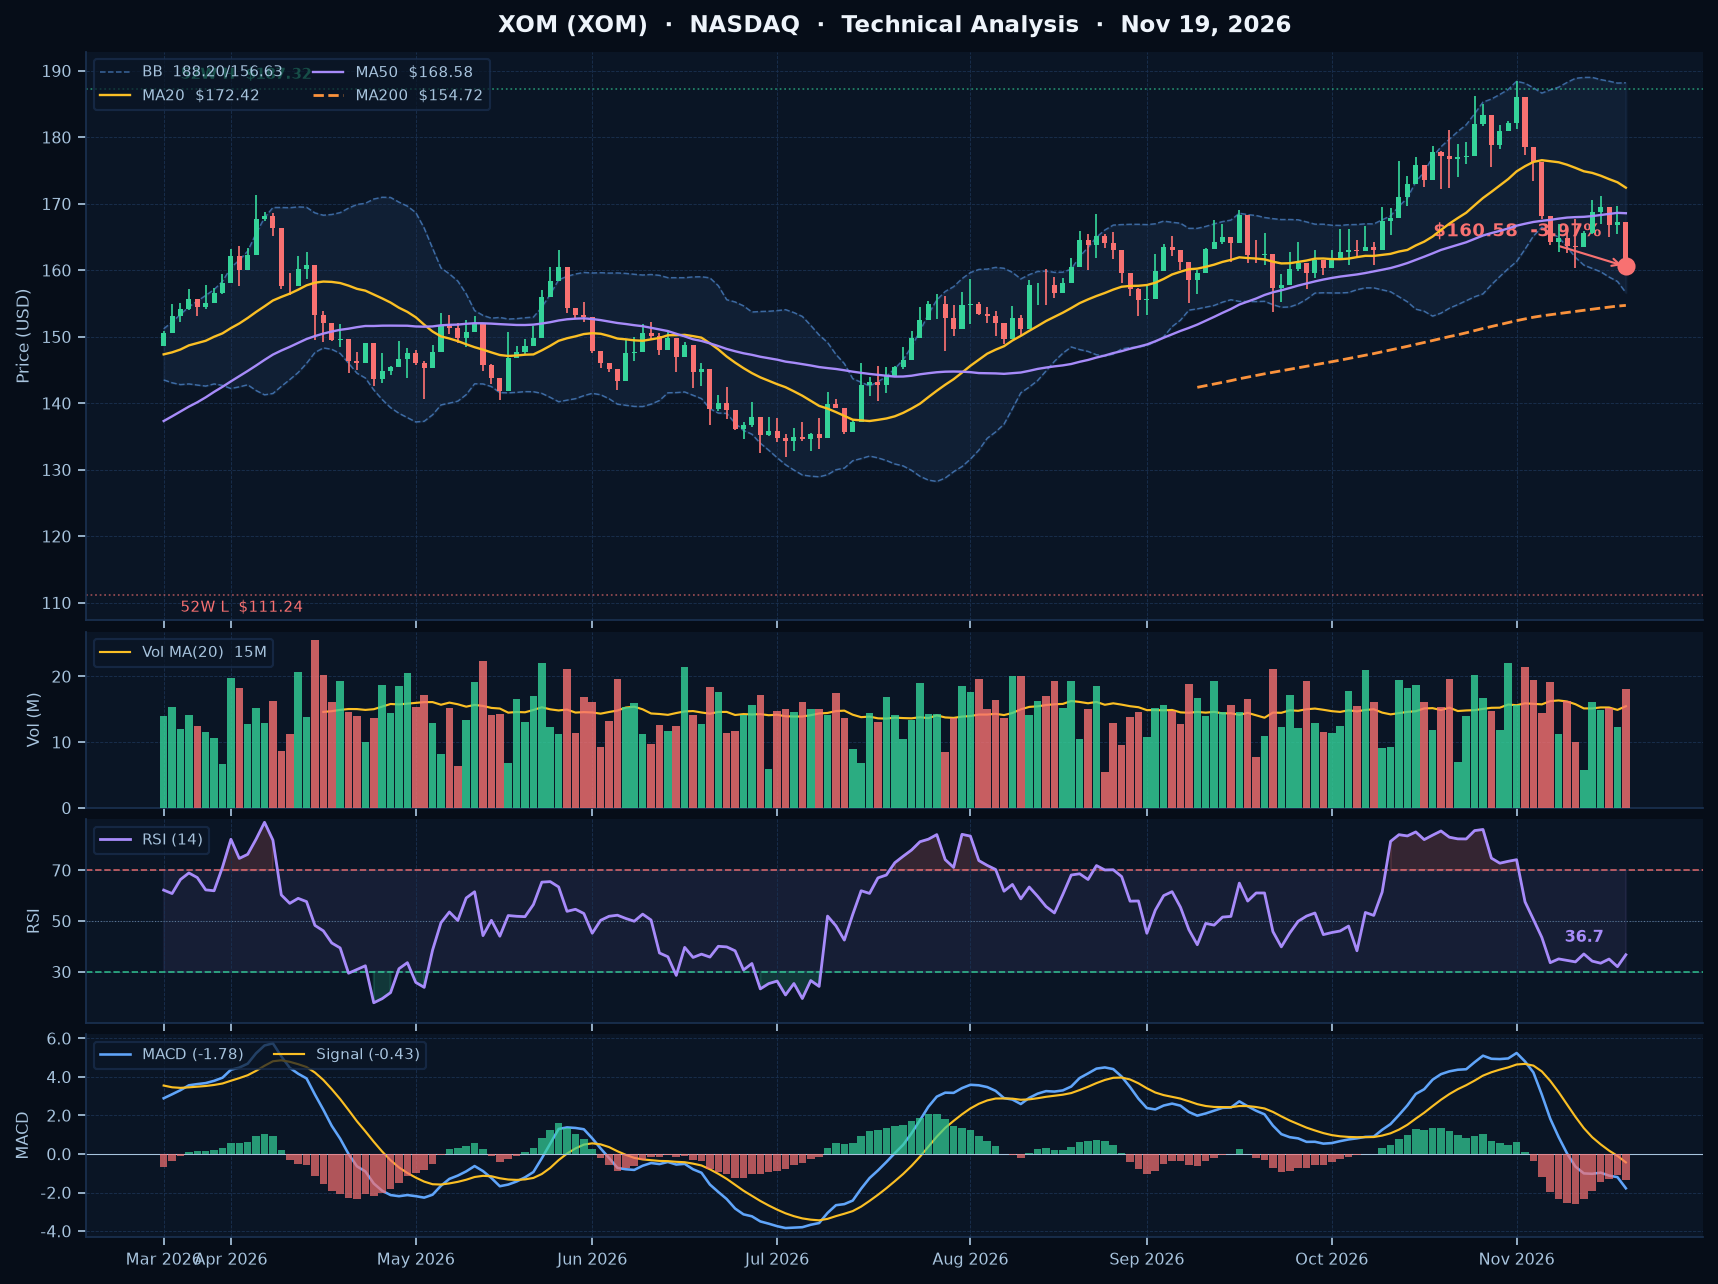 XOM (XOM)  ·  NASDAQ  ·  Technical Analysis  ·  Nov 19, 2026
BB  188.20/156.63
MA50  $168.58
MA20  $172.42
MA200  $154.72
190
180
170
160
150
140
130
120
110
Price (USD)
$160.58  -3.97%
52W L  $111.24
Vol MA(20)  15M
20
10
0
Vol (M)
RSI (14)
70
50
30
RSI
36.7
MACD (-1.78)
Signal (-0.43)
6.0
4.0
2.0
0.0
-2.0
-4.0
MACD
Mar 2026
Apr 2026
May 2026
Jun 2026
Jul 2026
Aug 2026
Sep 2026
Oct 2026
Nov 2026